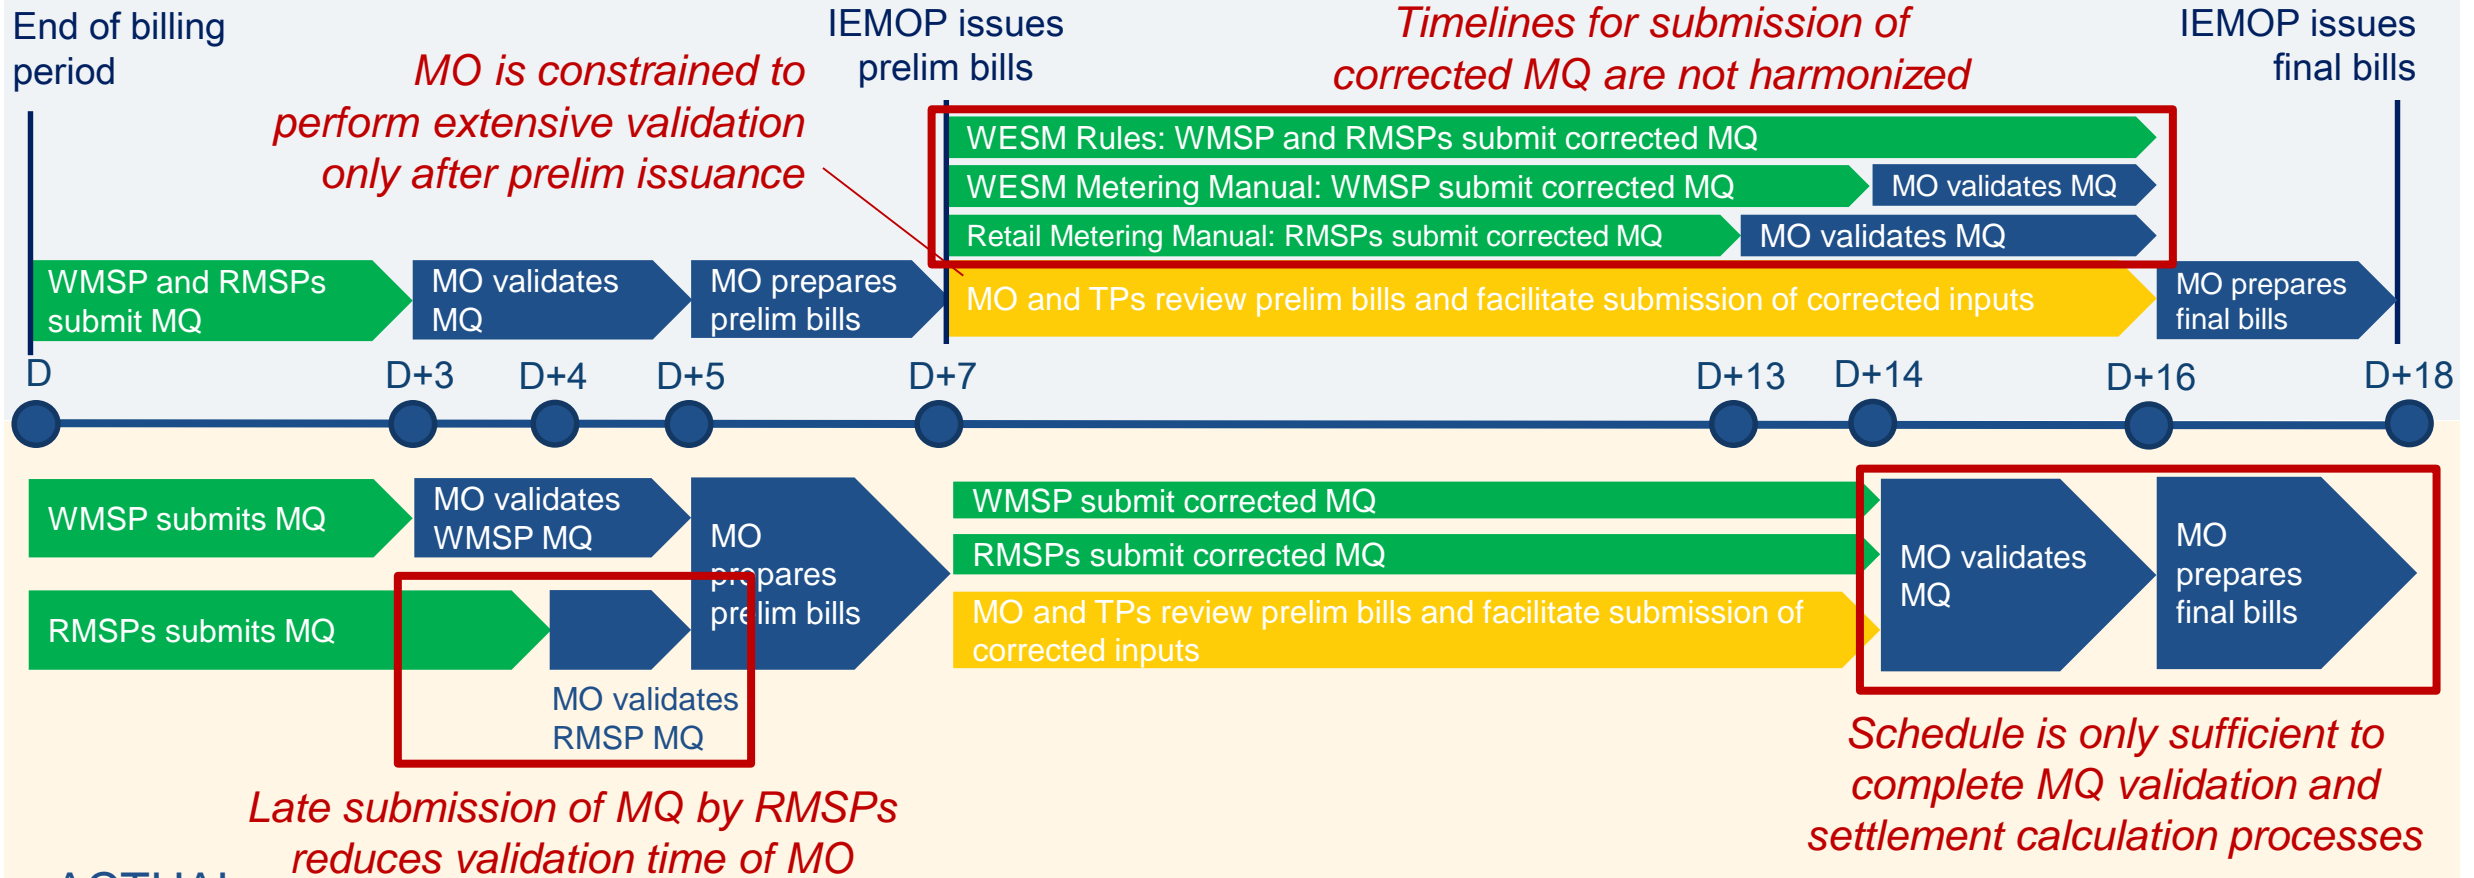 End of billing
period
MO is constrained to
perform extensive validation
only after prelim issuance
IEMOP issues
prelim bills
Timelines for submission of
corrected MQ are not harmonized
IEMOP issues
final bills
WESM Rules: WMSP and RMSPs submit corrected MQ
WESM Metering Manual: WMSP submit corrected MQ
MO validates MQ
Retail Metering Manual: RMSPs submit corrected MQ
MO validates MQ
WMSP and RMSPs
submit MQ
MO validates
MQ
MO prepares
prelim bills
MO and TPs review prelim bills and facilitate submission of corrected inputs
MO prepares
final bills
D
D+3
D+4
D+5
D+7
D+13
D+14
D+16
D+18
WMSP submits MQ
MO validates
WMSP MQ
MO
prepares
prelim bills
WMSP submit corrected MQ
RMSPs submit corrected MQ
MO validates
MQ
MO
prepares
final bills
RMSPs submits MQ
MO validates
RMSP MQ
MO and TPs review prelim bills and facilitate submission of
corrected inputs
Late submission of MQ by RMSPs
reduces validation time of MO
Schedule is only sufficient to
complete MQ validation and
settlement calculation processes
ACTUAL